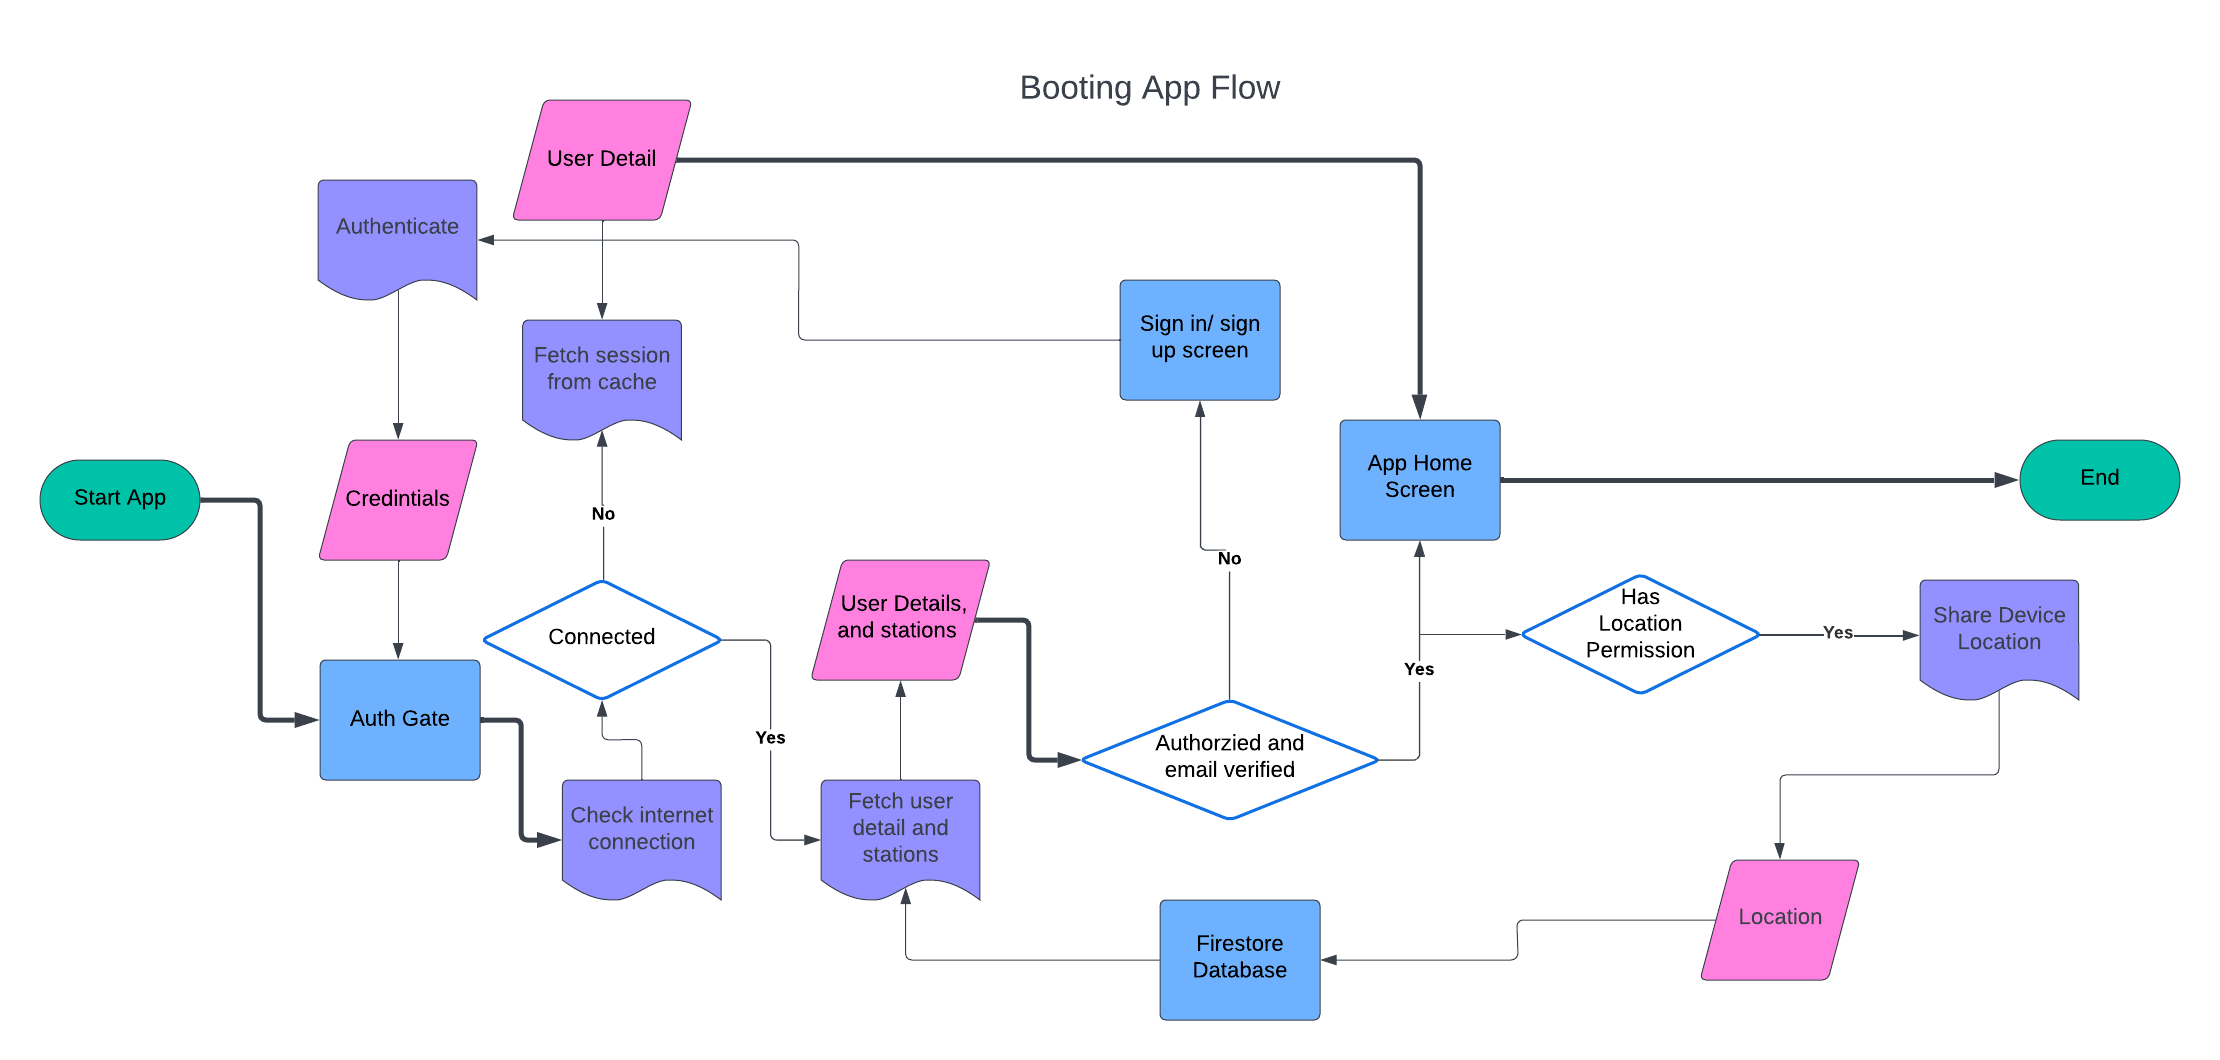 Booting App Flow
User Detail
Authenticate
Sign in/ sign
up screen
Fetch session
from cache
App Home
Screen
End
Start App
Credintials
No
No
User Details,
and stations
Connected
Has
Location
Permission
Yes
Share Device
Location
Yes
Auth Gate
Yes
Authorzied and
email verified
Check internet
connection
Fetch user
detail and
stations
Firestore
Database
Location